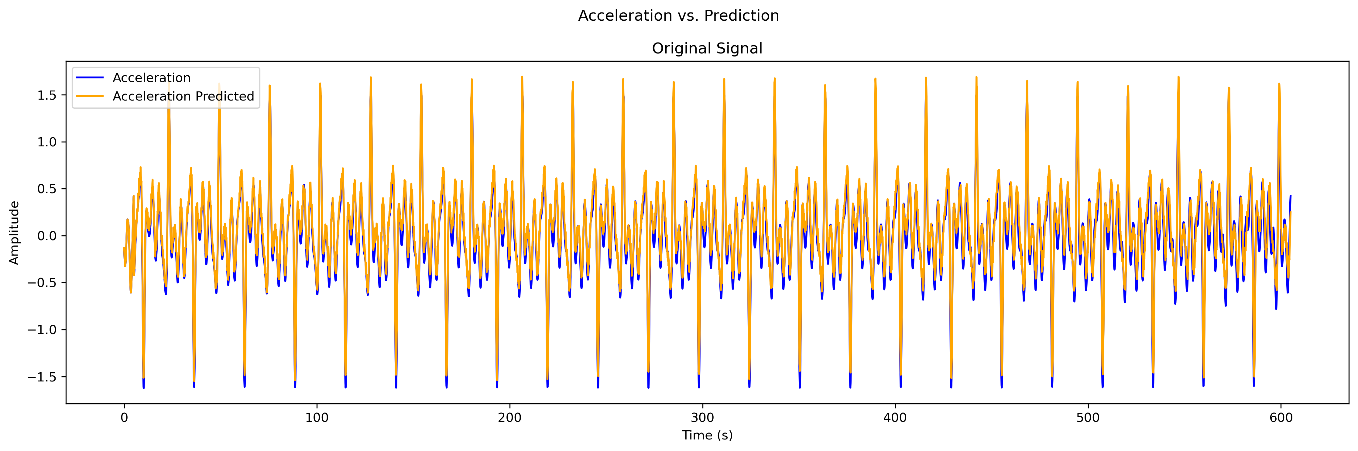 Acceleration vs. Prediction
Original Signal
Acceleration
Acceleration Predicted
Amplitude
1.5
1.0
0.5
0.0
−0.5
−1.0
−1.5
0 100 200 300 400 500 600
Time (s)